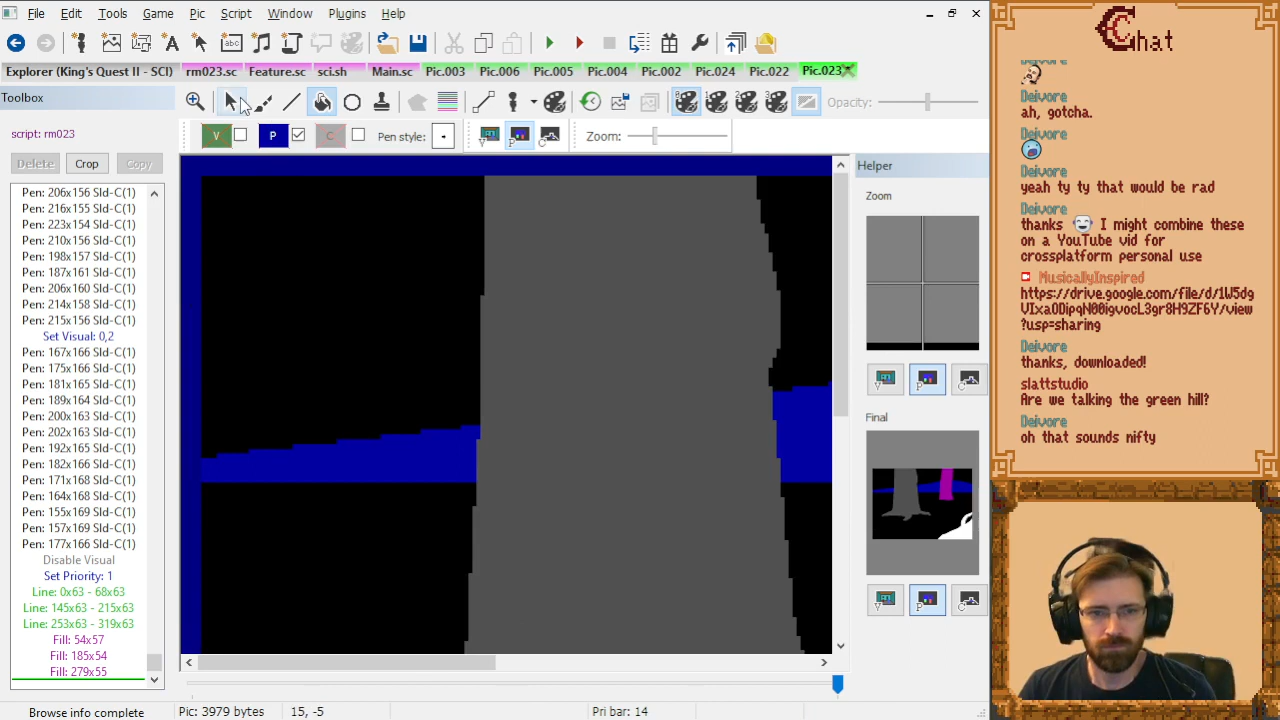 File Edit Tools Game Pic Script Window Plugins Help
Explorer (King's Quest II - SCI) rm023.sc Feature.sc sci.sh Main.sc Pic.003 Pic.006 Pic.005 Pic.004 Pic.002 Pic.024 Pic.022 Pic.023
Toolbox
Opacity:
script: rm023
V P C Pen style: Zoom:
Delete Crop Copy
Pen: 206x156 Sld-C(1)
Pen: 216x155 Sld-C(1)
Pen: 223x159 Sld-C(1)
Pen: 210x156 Sld-C(1)
Pen: 198x157 Sld-C(1)
Pen: 187x161 Sld-C(1)
Pen: 206x160 Sld-C(1)
Pen: 214x158 Sld-C(1)
Pen: 215x156 Sld-C(1)
Set Visual: 0,2
Pen: 167x166 Sld-C(1)
Pen: 175x166 Sld-C(1)
Pen: 181x165 Sld-C(1)
Pen: 189x164 Sld-C(1)
Pen: 200x163 Sld-C(1)
Pen: 202x163 Sld-C(1)
Pen: 192x165 Sld-C(1)
Pen: 182x166 Sld-C(1)
Pen: 171x168 Sld-C(1)
Pen: 164x168 Sld-C(1)
Pen: 155x169 Sld-C(1)
Pen: 157x169 Sld-C(1)
Pen: 177x166 Sld-C(1)
Disable Visual
Set Priority: 1
Line: 0x63 - 68x63
Line: 145x63 - 215x63
Line: 253x63 - 319x63
Fill: 54x57
Fill: 185x54
Fill: 279x55
Helper
Zoom
V P C
Final
V P C
Browse info complete Pic: 3979 bytes 15, -5 Pri bar: 14
Chat
Deivore
Deivore
ah, gotcha.
Deivore
Deivore
yeah ty ty that would be rad
Deivore
thanks I might combine these
on a YouTube vid for
crossplatform personal use
MusicallyInspired
https://drive.google.com/file/d/1W5dg
VIxaODipqN00igvocL3gr8H9ZF6Y/view
?usp=sharing
Deivore
thanks, downloaded!
slattstudio
Are we talking the green hill?
Deivore
oh that sounds nifty